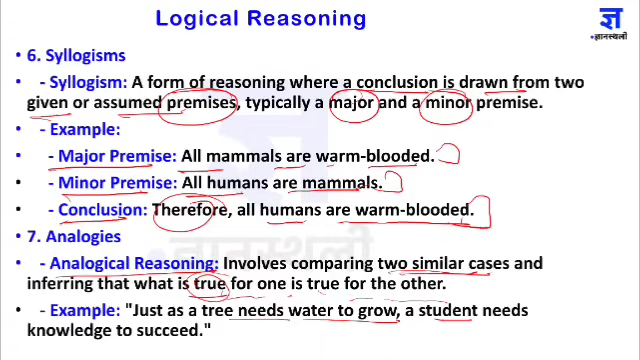 Logical Reasoning
ज्ञ
ज्ञानस्थली
• 6. Syllogisms
• - Syllogism: A form of reasoning where a conclusion is drawn from two
given or assumed premises, typically a major and a minor premise.
• - Example:
- Major Premise: All mammals are warm-blooded.
• - Minor Premise: All humans are mammals.
• - Conclusion: Therefore, all humans are warm-blooded.
• 7. Analogies
• - Analogical Reasoning: Involves comparing two similar cases and
inferring that what is true for one is true for the other.
• - Example: "Just as a tree needs water to grow, a student needs
knowledge to succeed."
ज्ञ
ज्ञानस्थली